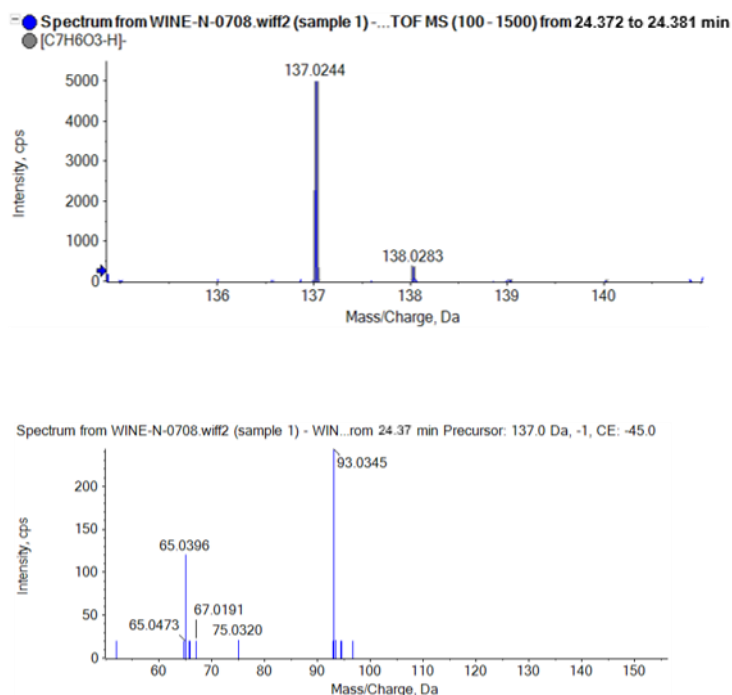 Spectrum from WINE-N-0708.wiff2 (sample 1) -...TOF MS (100 - 1500) from 24.372 to 24.381 min
[C7H6O3-H]-
137.0244
5000
4000
3000
2000
1000
0
138.0283
Intensity, cps
136 137 138 139 140
Mass/Charge, Da
Spectrum from WINE-N-0708.wiff2 (sample 1) - WIN...rom 24.37 min Precursor: 137.0 Da, -1, CE: -45.0
93.0345
200
150
65.0396
100
50
67.0191
65.0473
75.0320
0
Intensity, cps
60 70 80 90 100 110 120 130 140 150
Mass/Charge, Da